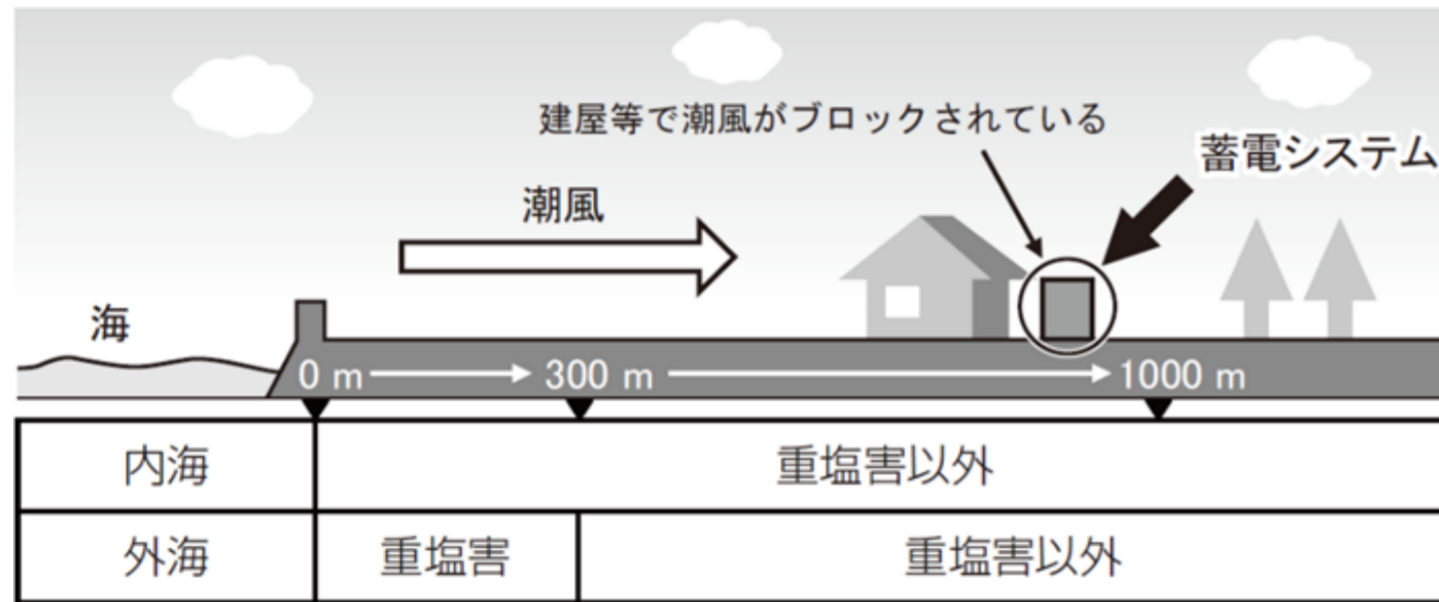 建屋等で潮風がブロックされている
蓄電システム
潮風
海
0 m 300 m 1000 m
内海 重塩害以外
外海 重塩害 重塩害以外